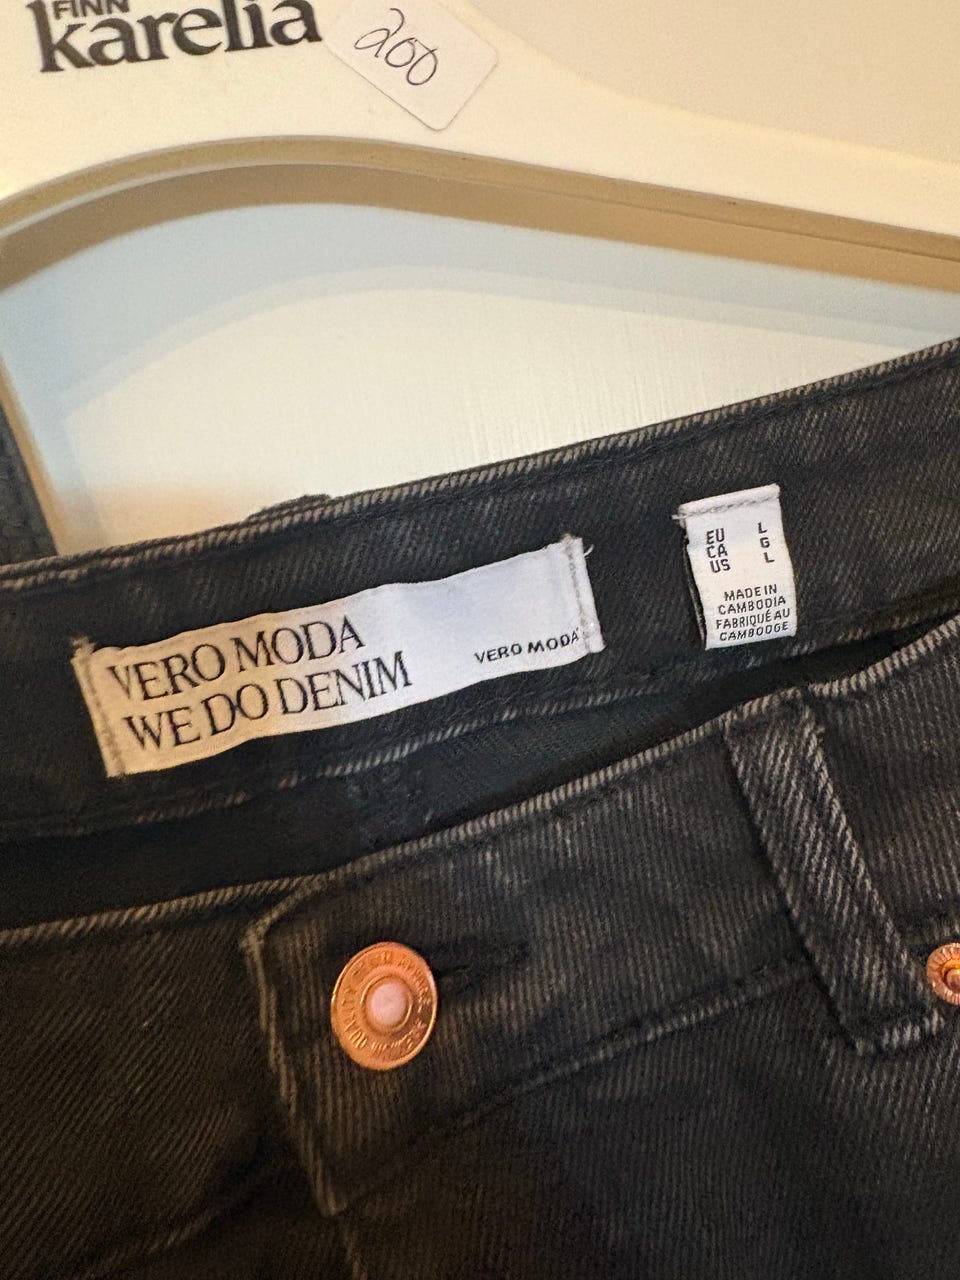 FINN
karelia
200
VERO MODA
WE DO DENIM
VERO MODA
EU L
CA G
US L
MADE IN
CAMBODIA
FABRIQUÉ AU
CAMBODGE